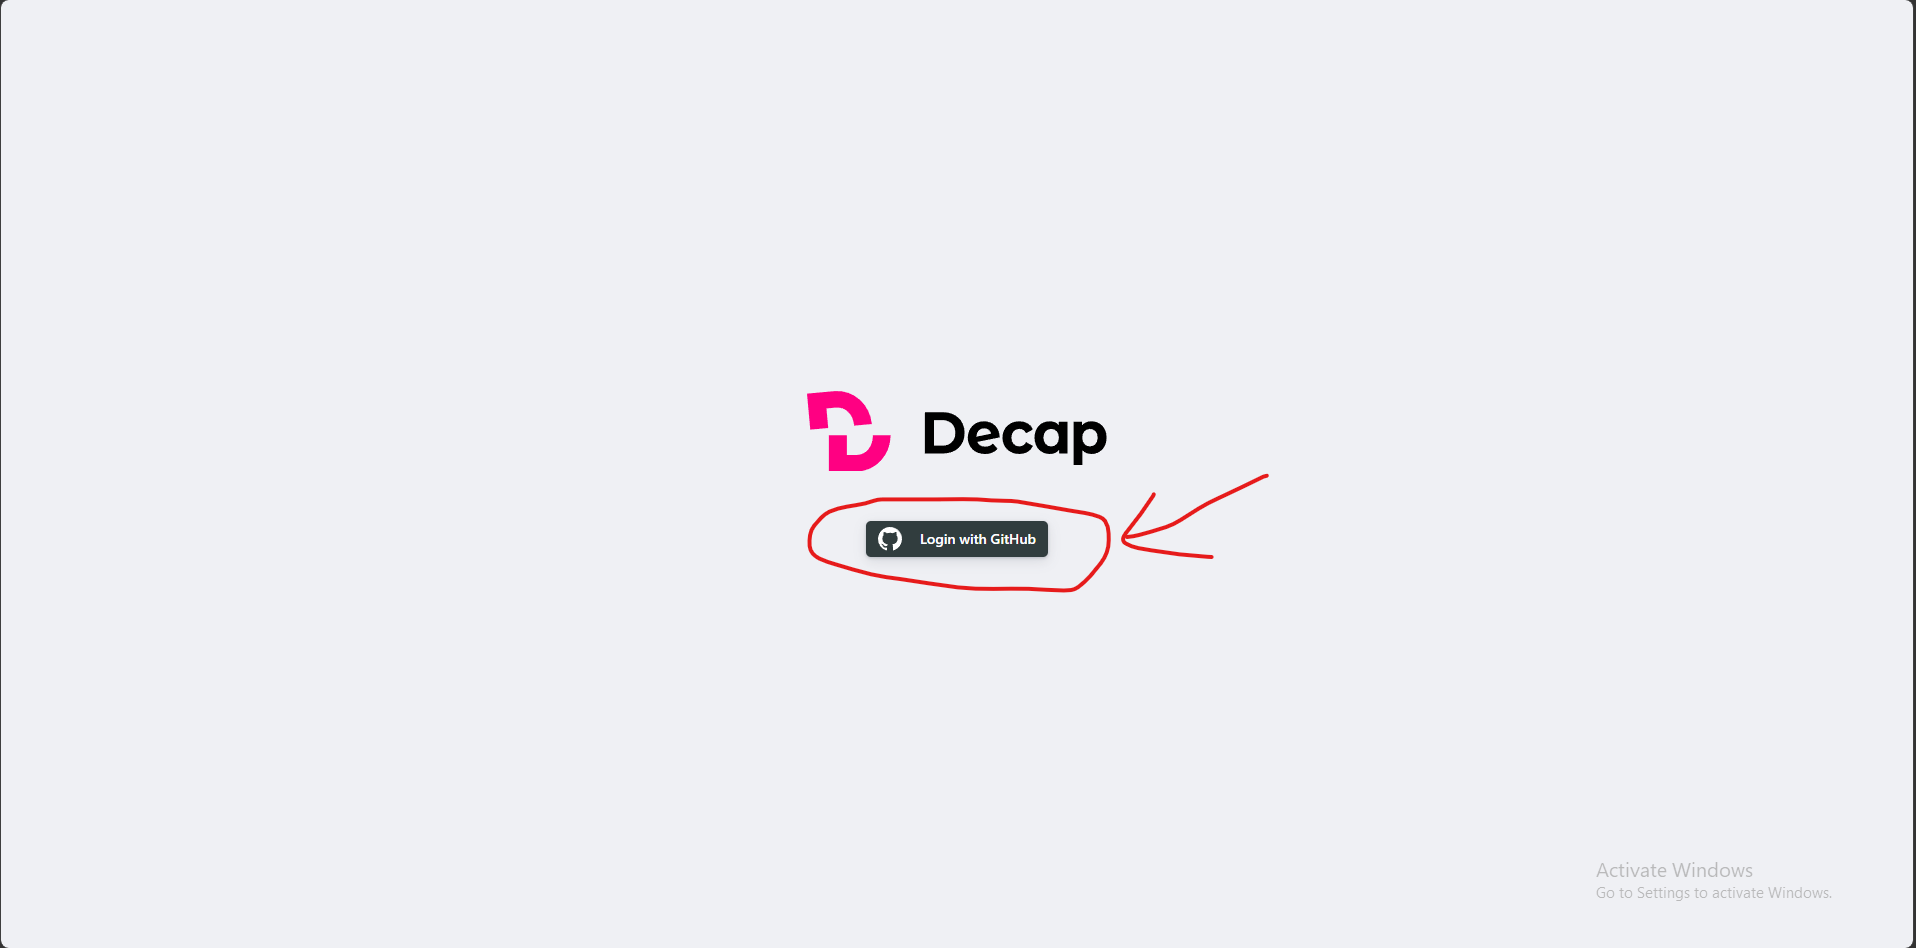 Decap
Login with GitHub
Activate Windows
Go to Settings to activate Windows.